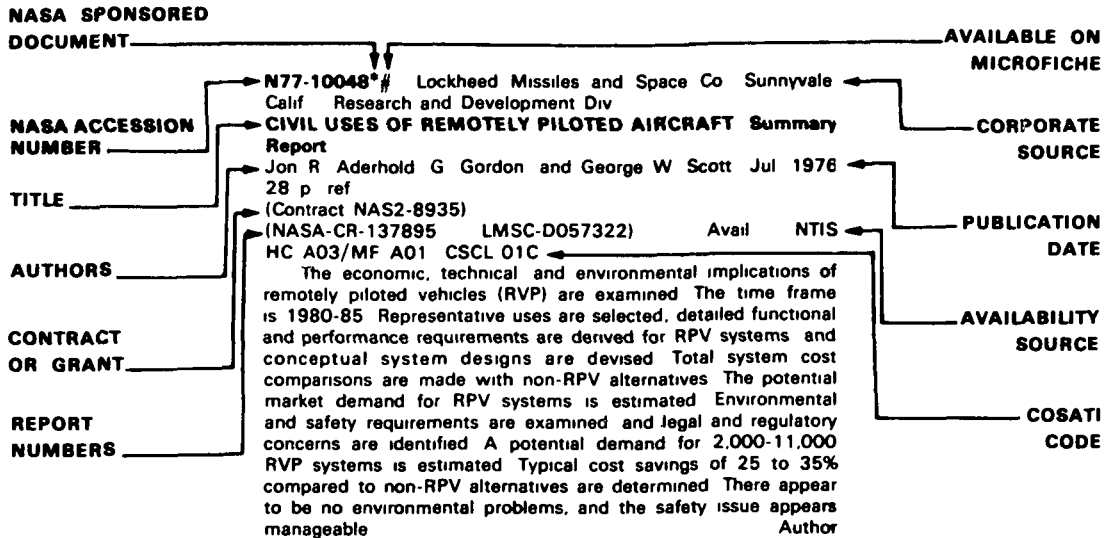 NASA SPONSORED
DOCUMENT
AVAILABLE ON
MICROFICHE
N77-10048*# Lockheed Missiles and Space Co Sunnyvale
Calif Research and Development Div
NASA ACCESSION
NUMBER
CIVIL USES OF REMOTELY PILOTED AIRCRAFT Summary
Report
CORPORATE
SOURCE
Jon R Aderhold G Gordon and George W Scott Jul 1976
28 p ref
TITLE
(Contract NAS2-8935)
(NASA-CR-137895 LMSC-D057322) Avail NTIS
HC A03/MF A01 CSCL 01C
PUBLICATION
DATE
AUTHORS
The economic, technical and environmental implications of
remotely piloted vehicles (RVP) are examined The time frame
is 1980-85 Representative uses are selected, detailed functional
and performance requirements are derived for RPV systems and
conceptual system designs are devised Total system cost
comparisons are made with non-RPV alternatives The potential
market demand for RPV systems is estimated Environmental
and safety requirements are examined and legal and regulatory
concerns are identified A potential demand for 2,000-11,000
RVP systems is estimated Typical cost savings of 25 to 35%
compared to non-RPV alternatives are determined There appear
to be no environmental problems, and the safety issue appears
manageable Author
CONTRACT
OR GRANT
AVAILABILITY
SOURCE
REPORT
NUMBERS
COSATI
CODE